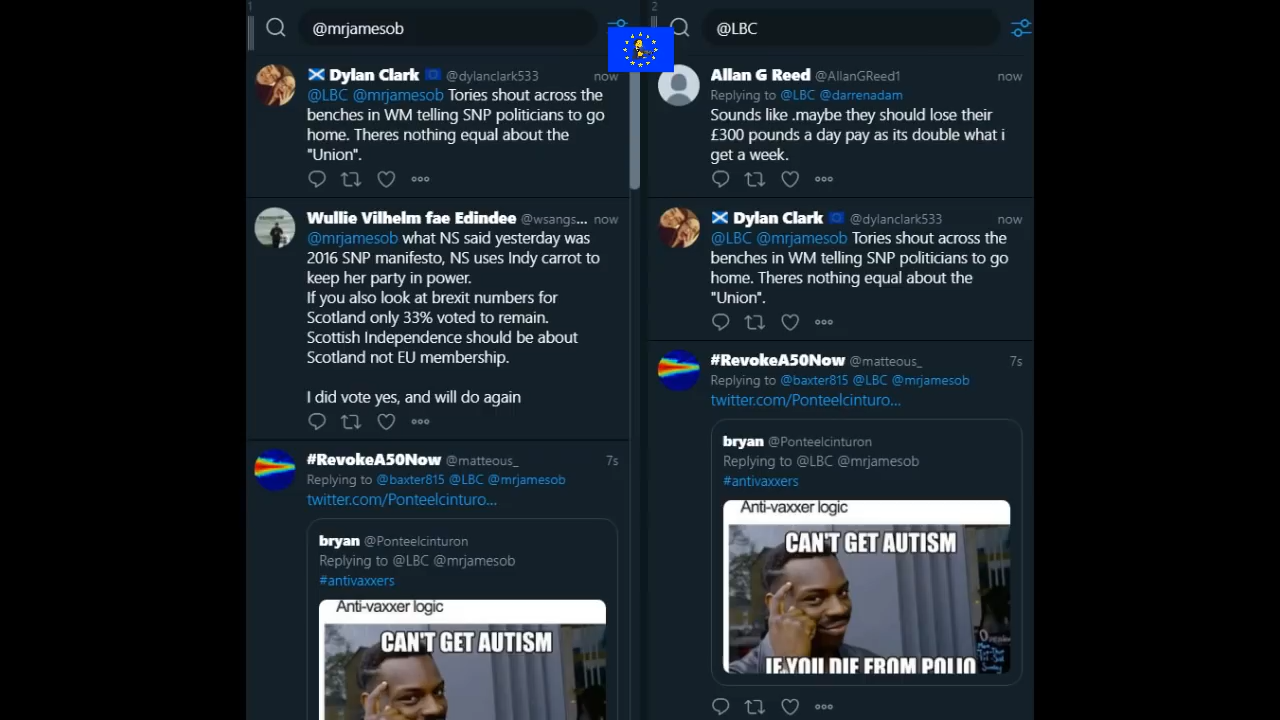 1
@mrjamesob
Dylan Clark @dylanclark533 now
@LBC @mrjamesob Tories shout across the
benches in WM telling SNP politicians to go
home. Theres nothing equal about the
"Union".
Wullie Vilhelm fae Edindee @wsangs... now
@mrjamesob what NS said yesterday was
2016 SNP manifesto, NS uses Indy carrot to
keep her party in power.
If you also look at brexit numbers for
Scotland only 33% voted to remain.
Scottish Independence should be about
Scotland not EU membership.
I did vote yes, and will do again
#RevokeA50Now @matteous_ 7s
Replying to @baxter815 @LBC @mrjamesob
twitter.com/Ponteelcinturo...
bryan @Ponteelcinturon
Replying to @LBC @mrjamesob
#antivaxxers
Anti-vaxxer logic
CAN'T GET AUTISM
2
@LBC
Allan G Reed @AllanGReed1 now
Replying to @LBC @darrenadam
Sounds like .maybe they should lose their
£300 pounds a day pay as its double what i
get a week.
Dylan Clark @dylanclark533 now
@LBC @mrjamesob Tories shout across the
benches in WM telling SNP politicians to go
home. Theres nothing equal about the
"Union".
#RevokeA50Now @matteous_ 7s
Replying to @baxter815 @LBC @mrjamesob
twitter.com/Ponteelcinturo...
bryan @Ponteelcinturon
Replying to @LBC @mrjamesob
#antivaxxers
Anti-vaxxer logic
CAN'T GET AUTISM
IF YOU DIE FROM POLIO